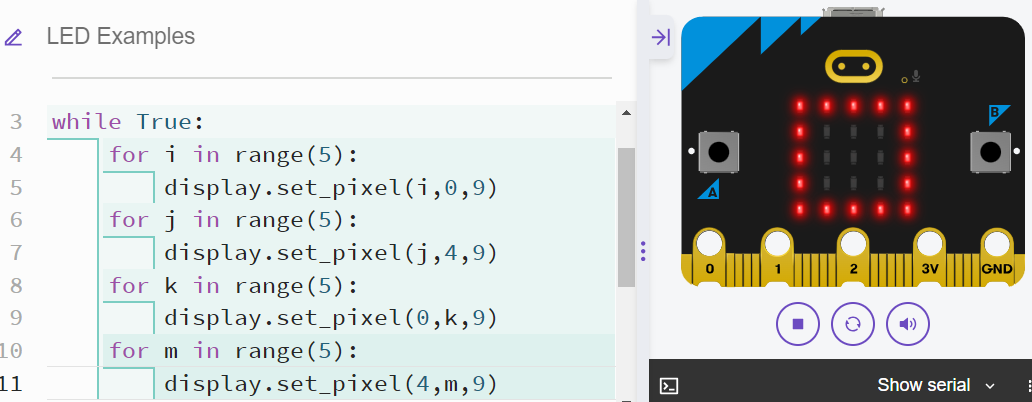 LED Examples
3 while True:
4     for i in range(5):
5         display.set_pixel(i,0,9)
6     for j in range(5):
7         display.set_pixel(j,4,9)
8     for k in range(5):
9         display.set_pixel(0,k,9)
10     for m in range(5):
11         display.set_pixel(4,m,9)
B
A
0 1 2 3V GND
Show serial